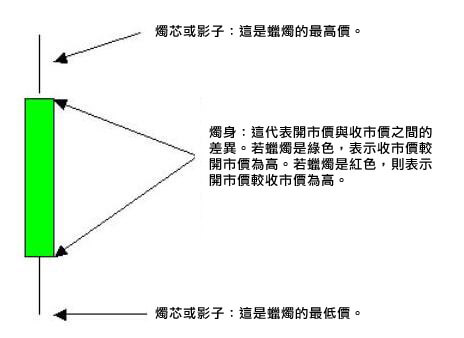 燭芯或影子：這是蠟燭的最高價。
燭身：這代表開市價與收市價之間的
差異。若蠟燭是綠色，表示收市價較
開市價為高。若蠟燭是紅色，則表示
開市價較收市價為高。
燭芯或影子：這是蠟燭的最低價。